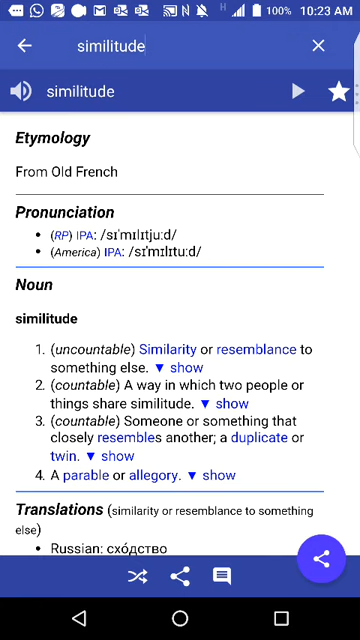 H 100% 10:23 AM
similitude
similitude
Etymology
From Old French
Pronunciation
• (RP) IPA: /sɪˈmɪlɪtjuːd/
• (America) IPA: /sɪˈmɪlɪtuːd/
Noun
similitude
1. (uncountable) Similarity or resemblance to
something else. ▼ show
2. (countable) A way in which two people or
things share similitude. ▼ show
3. (countable) Someone or something that
closely resembles another; a duplicate or
twin. ▼ show
4. A parable or allegory. ▼ show
Translations (similarity or resemblance to something
else)
• Russian: схо́дство